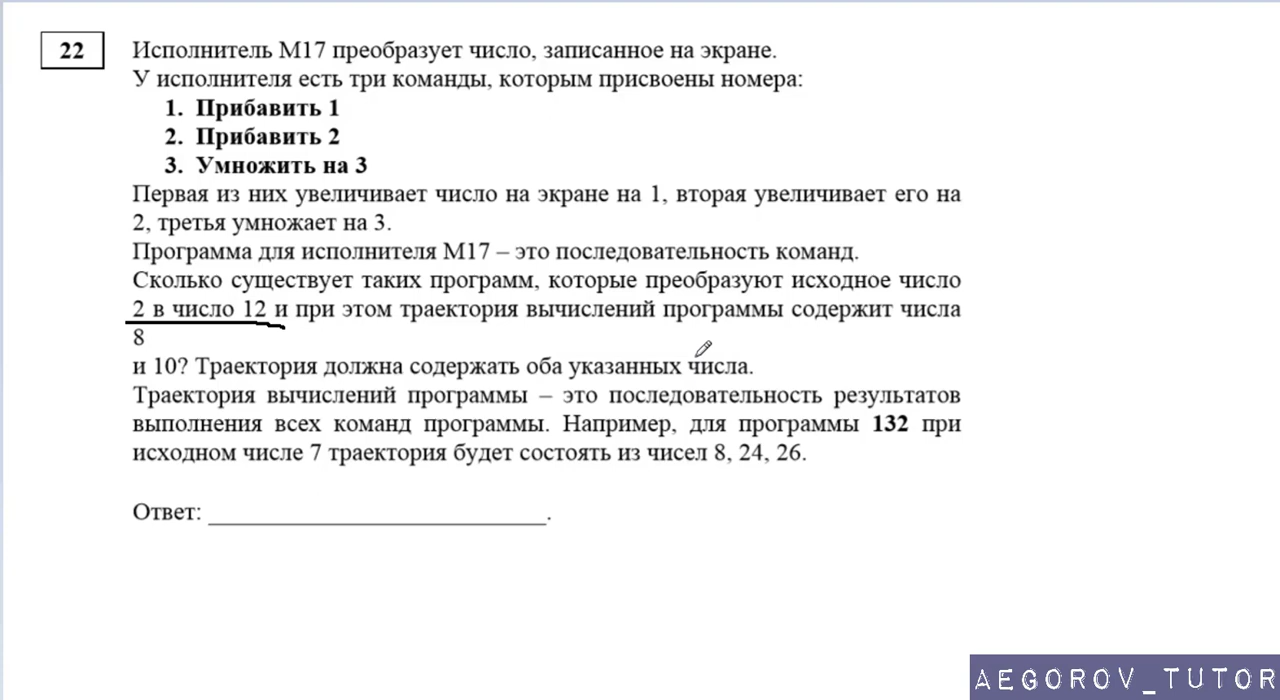 22
Исполнитель М17 преобразует число, записанное на экране.
У исполнителя есть три команды, которым присвоены номера:
1. Прибавить 1
2. Прибавить 2
3. Умножить на 3
Первая из них увеличивает число на экране на 1, вторая увеличивает его на
2, третья умножает на 3.
Программа для исполнителя М17 – это последовательность команд.
Сколько существует таких программ, которые преобразуют исходное число
2 в число 12 и при этом траектория вычислений программы содержит числа
8
и 10? Траектория должна содержать оба указанных числа.
Траектория вычислений программы – это последовательность результатов
выполнения всех команд программы. Например, для программы 132 при
исходном числе 7 траектория будет состоять из чисел 8, 24, 26.
Ответ: ___________________________.
AEGOROV_TUTOR